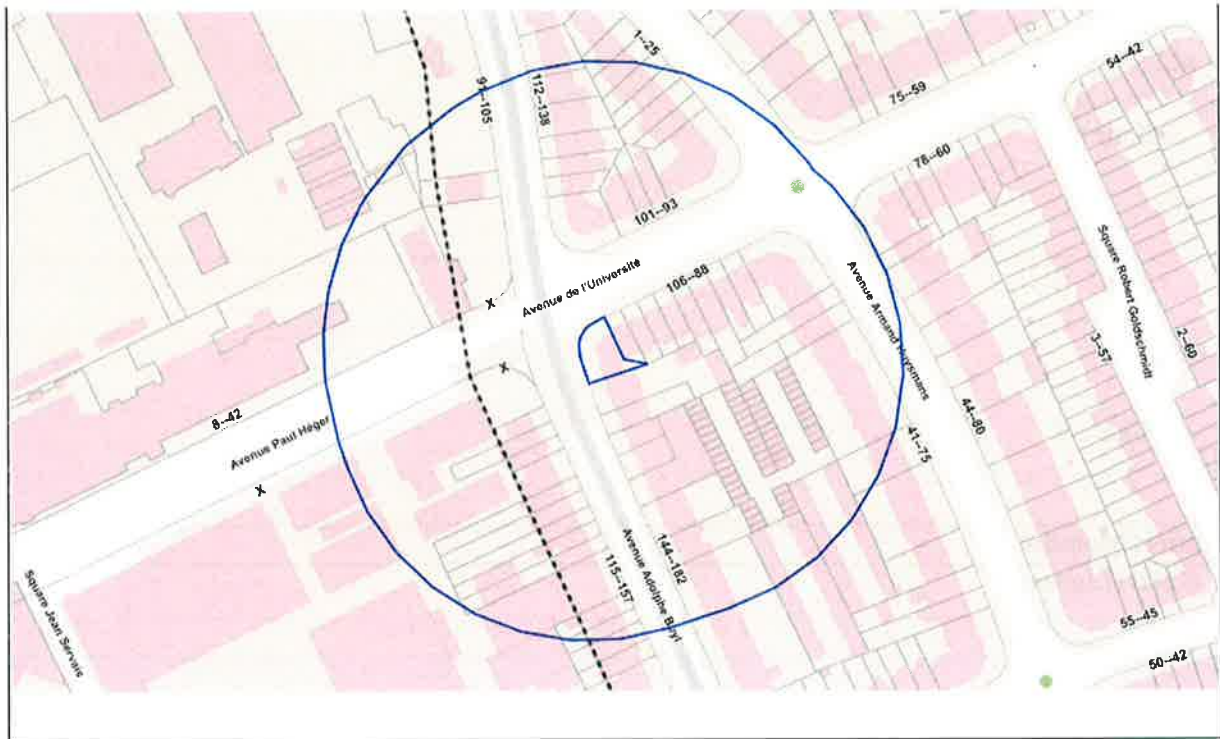 1--25
54--42
91--105
112--138
75--59
78--60
101--93
Avenue de l'Université
106--88
Avenue Armand Huysmans
Square Robert Goldschmidt
X
X
3--57
2--60
8--42
Avenue Paul Héger
44--80
41--75
X
Avenue Adolphe Buyl
144--182
115--157
Square Jean Servais
55--45
50--42